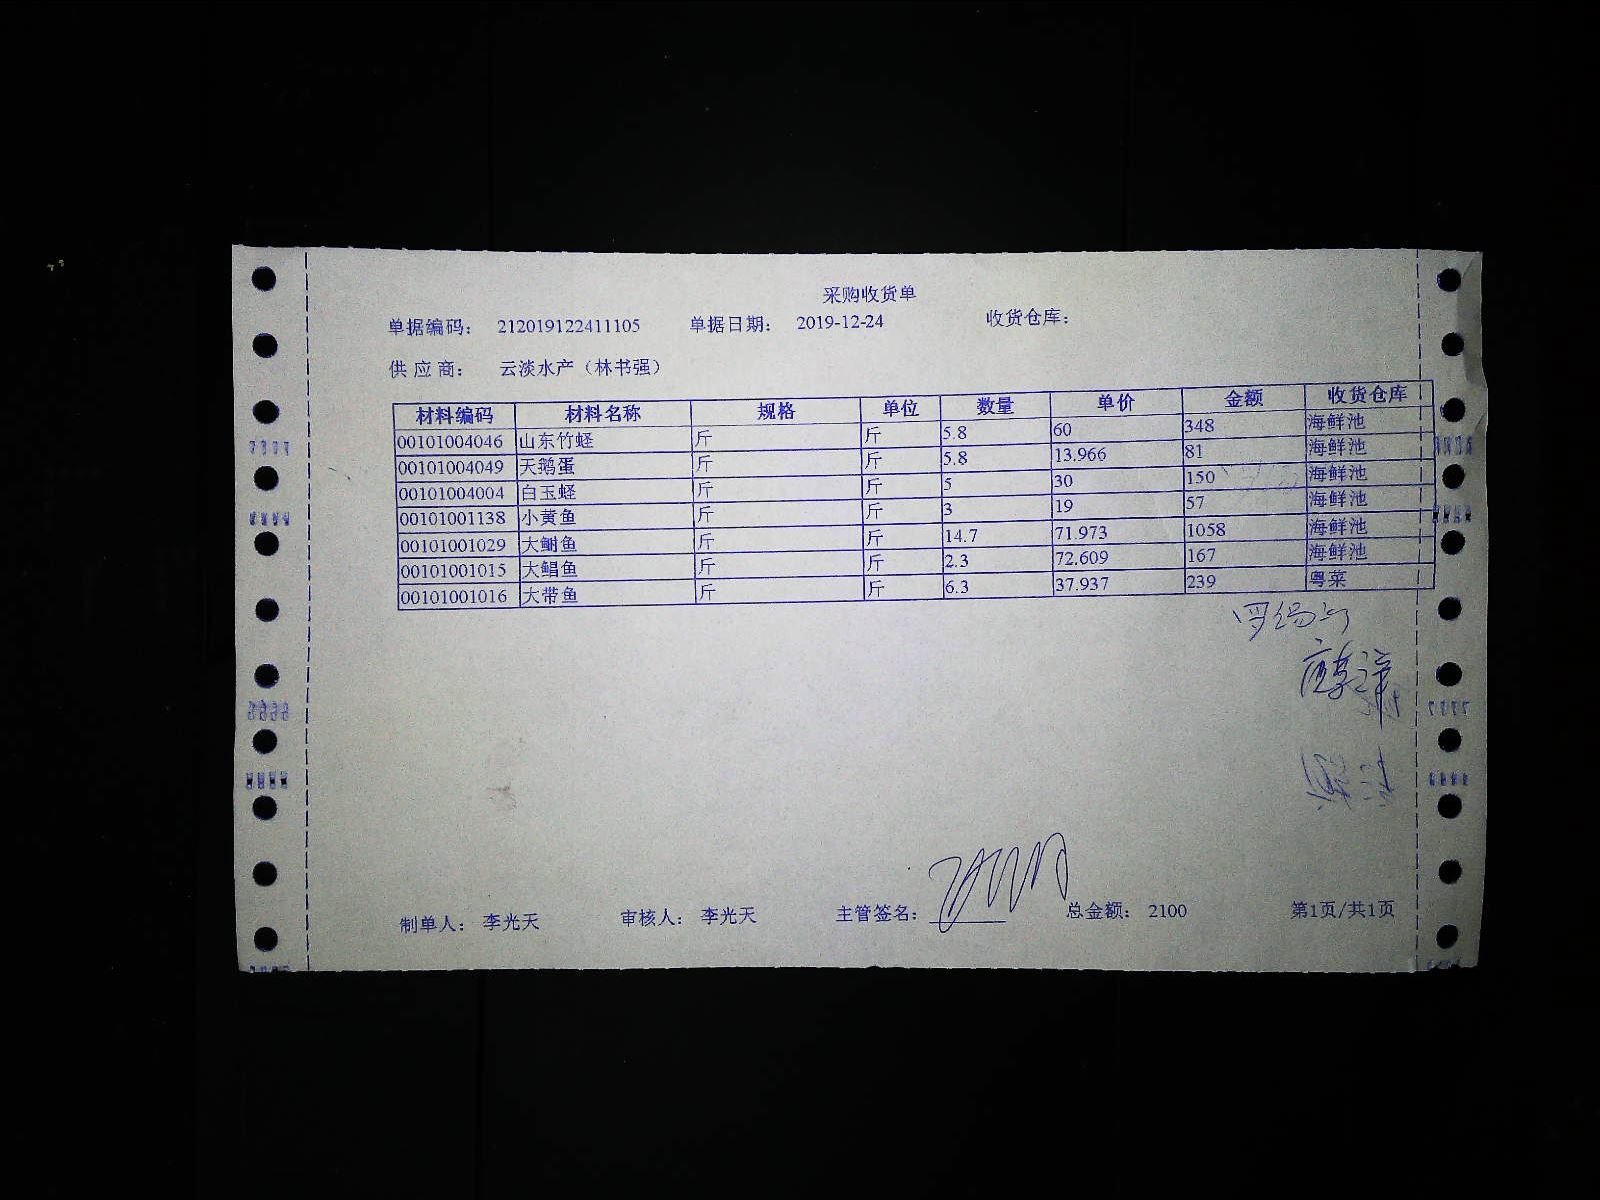 采购收货单
单据编码: 212019122411105 单据日期: 2019-12-24 收货仓库:
供应商: 云淡水产（林书强）
材料编码 材料名称 规格 单位 数量 单价 金额 收货仓库
00101004046 山东竹蛏 斤 斤 5.8 60 348 海鲜池
00101004049 天鹅蛋 斤 斤 5.8 13.966 81 海鲜池
00101004004 白玉蛏 斤 斤 5 30 150 海鲜池
00101001138 小黄鱼 斤 斤 3 19 57 海鲜池
00101001029 大鲋鱼 斤 斤 14.7 71.973 1058 海鲜池
00101001015 大鲳鱼 斤 斤 2.3 72.609 167 海鲜池
00101001016 大带鱼 斤 斤 6.3 37.937 239 粤菜
制单人: 李光天 审核人: 李光天 主管签名: 总金额: 2100 第1页/共1页